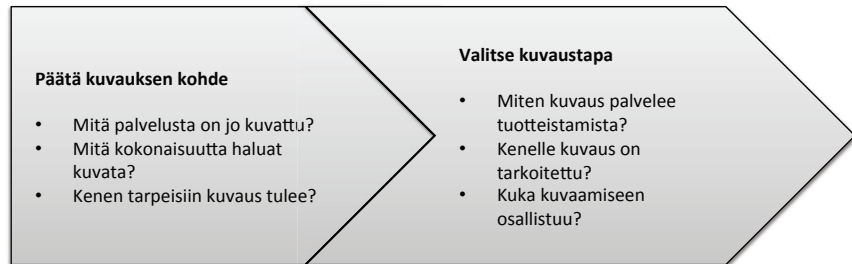 Päätä kuvauksen kohde
• Mitä palvelusta on jo kuvattu?
• Mitä kokonaisuutta haluat
kuvata?
• Kenen tarpeisiin kuvaus tulee?
Valitse kuvaustapa
• Miten kuvaus palvelee
tuotteistamista?
• Kenelle kuvaus on
tarkoitettu?
• Kuka kuvaamiseen
osallistuu?